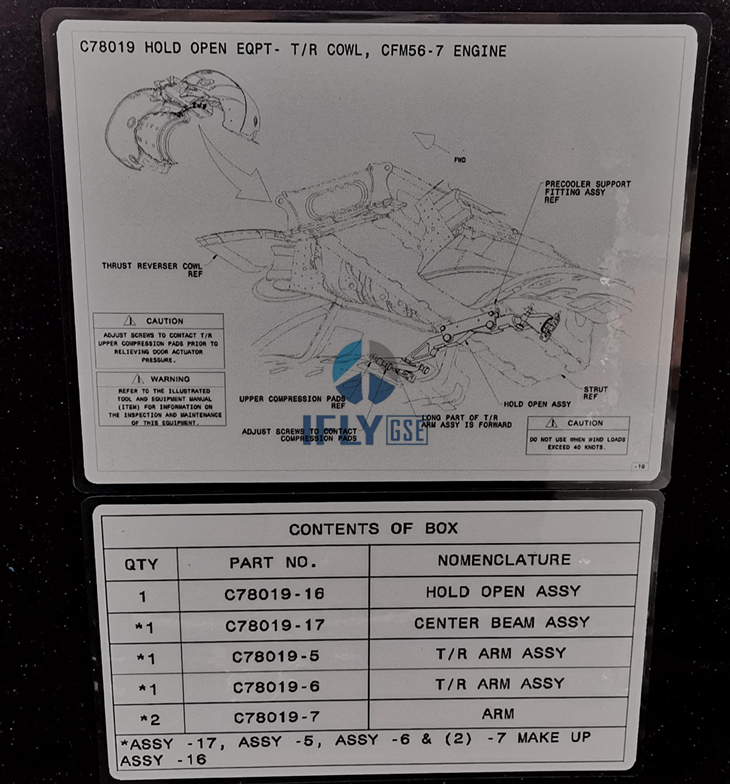 C78019 HOLD OPEN EQPT- T/R COWL, CFM56-7 ENGINE
FWD
PRECOOLER SUPPORT
FITTING ASSY
REF
THRUST REVERSER COWL
REF
CAUTION
ADJUST SCREWS TO CONTACT T/R
UPPER COMPRESSION PADS PRIOR TO
RELIEVING DOOR ACTUATOR
PRESSURE.
WARNING
REFER TO THE ILLUSTRATED
TOOL AND EQUIPMENT MANUAL
(ITEM) FOR INFORMATION ON
THE INSPECTION AND MAINTENANCE
OF THIS EQUIPMENT.
UPPER COMPRESSION PADS
REF
ADJUST SCREWS TO CONTACT
COMPRESSION PADS
LONG PART OF T/R
ARM ASSY IS FORWARD
HOLD OPEN ASSY
STRUT
REF
CAUTION
DO NOT USE WHEN WIND LOADS
EXCEED 40 KNOTS.
-16
IFLY GSE
CONTENTS OF BOX
QTY PART NO. NOMENCLATURE
1 C78019-16 HOLD OPEN ASSY
*1 C78019-17 CENTER BEAM ASSY
*1 C78019-5 T/R ARM ASSY
*1 C78019-6 T/R ARM ASSY
*2 C78019-7 ARM
*ASSY -17, ASSY -5, ASSY -6 & (2) -7 MAKE UP
ASSY -16